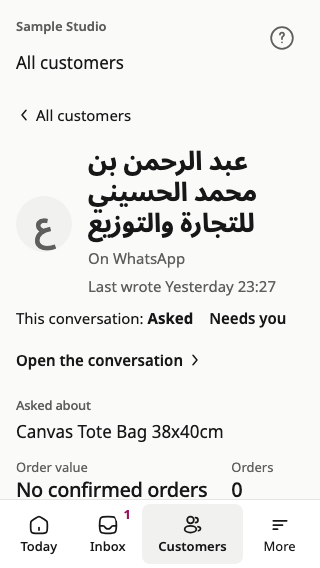 Sample Studio
All customers
All customers
ع
عبد الرحمن بن
محمد الحسيني
للتجارة والتوزيع
On WhatsApp
Last wrote Yesterday 23:27
This conversation: Asked Needs you
Open the conversation
Asked about
Canvas Tote Bag 38x40cm
Order value Orders
No confirmed orders 0
1
Today Inbox Customers More